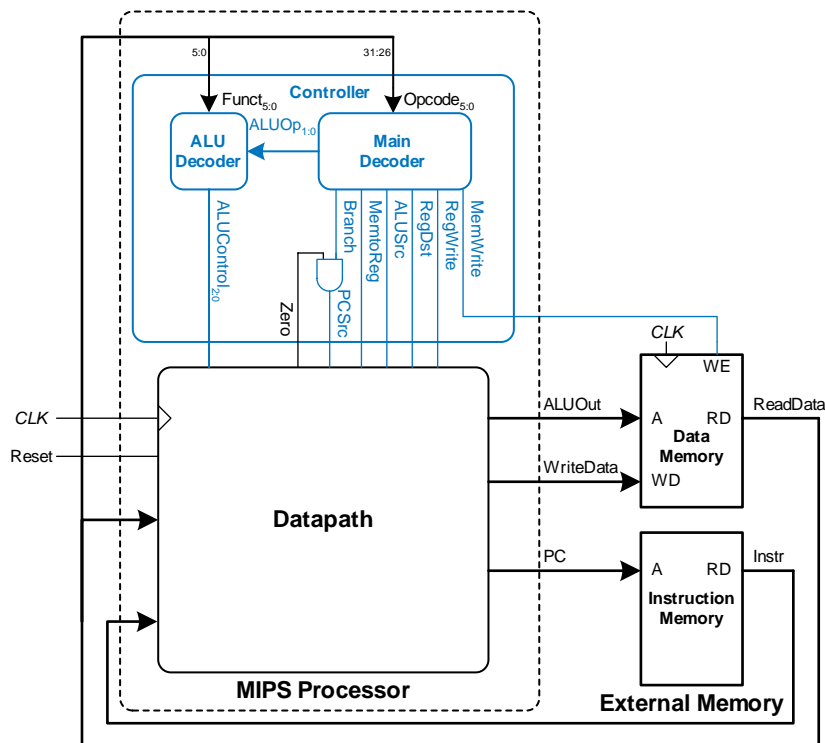 5:0
31:26
Controller
Funct5:0
Opcode5:0
ALUOp1:0
ALU
Decoder
Main
Decoder
ALUControl2:0
Branch
MemtoReg
ALUSrc
RegDst
RegWrite
MemWrite
Zero
PCSrc
CLK
WE
CLK
ALUOut
A
RD
ReadData
Reset
Data
Memory
WriteData
WD
Datapath
PC
A
RD
Instr
Instruction
Memory
MIPS Processor
External Memory